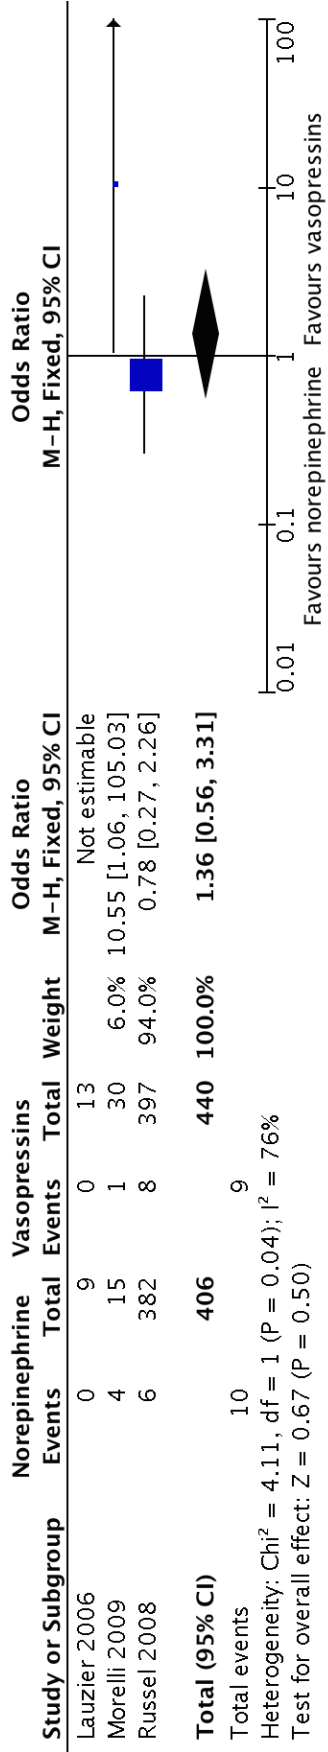 Norepinephrine Vasopressins Odds Ratio Odds Ratio
Study or Subgroup Events Total Events Total Weight M-H, Fixed, 95% CI M-H, Fixed, 95% CI
Lauzier 2006 0 9 0 13 Not estimable
Morelli 2009 4 15 1 30 6.0% 10.55 [1.06, 105.03]
Russel 2008 6 382 8 397 94.0% 0.78 [0.27, 2.26]
Total (95% CI) 406 440 100.0% 1.36 [0.56, 3.31]
Total events 10 9
Heterogeneity: Chi² = 4.11, df = 1 (P = 0.04); I² = 76%
Test for overall effect: Z = 0.67 (P = 0.50)
0.01 0.1 1 10 100
Favours norepinephrine Favours vasopressins